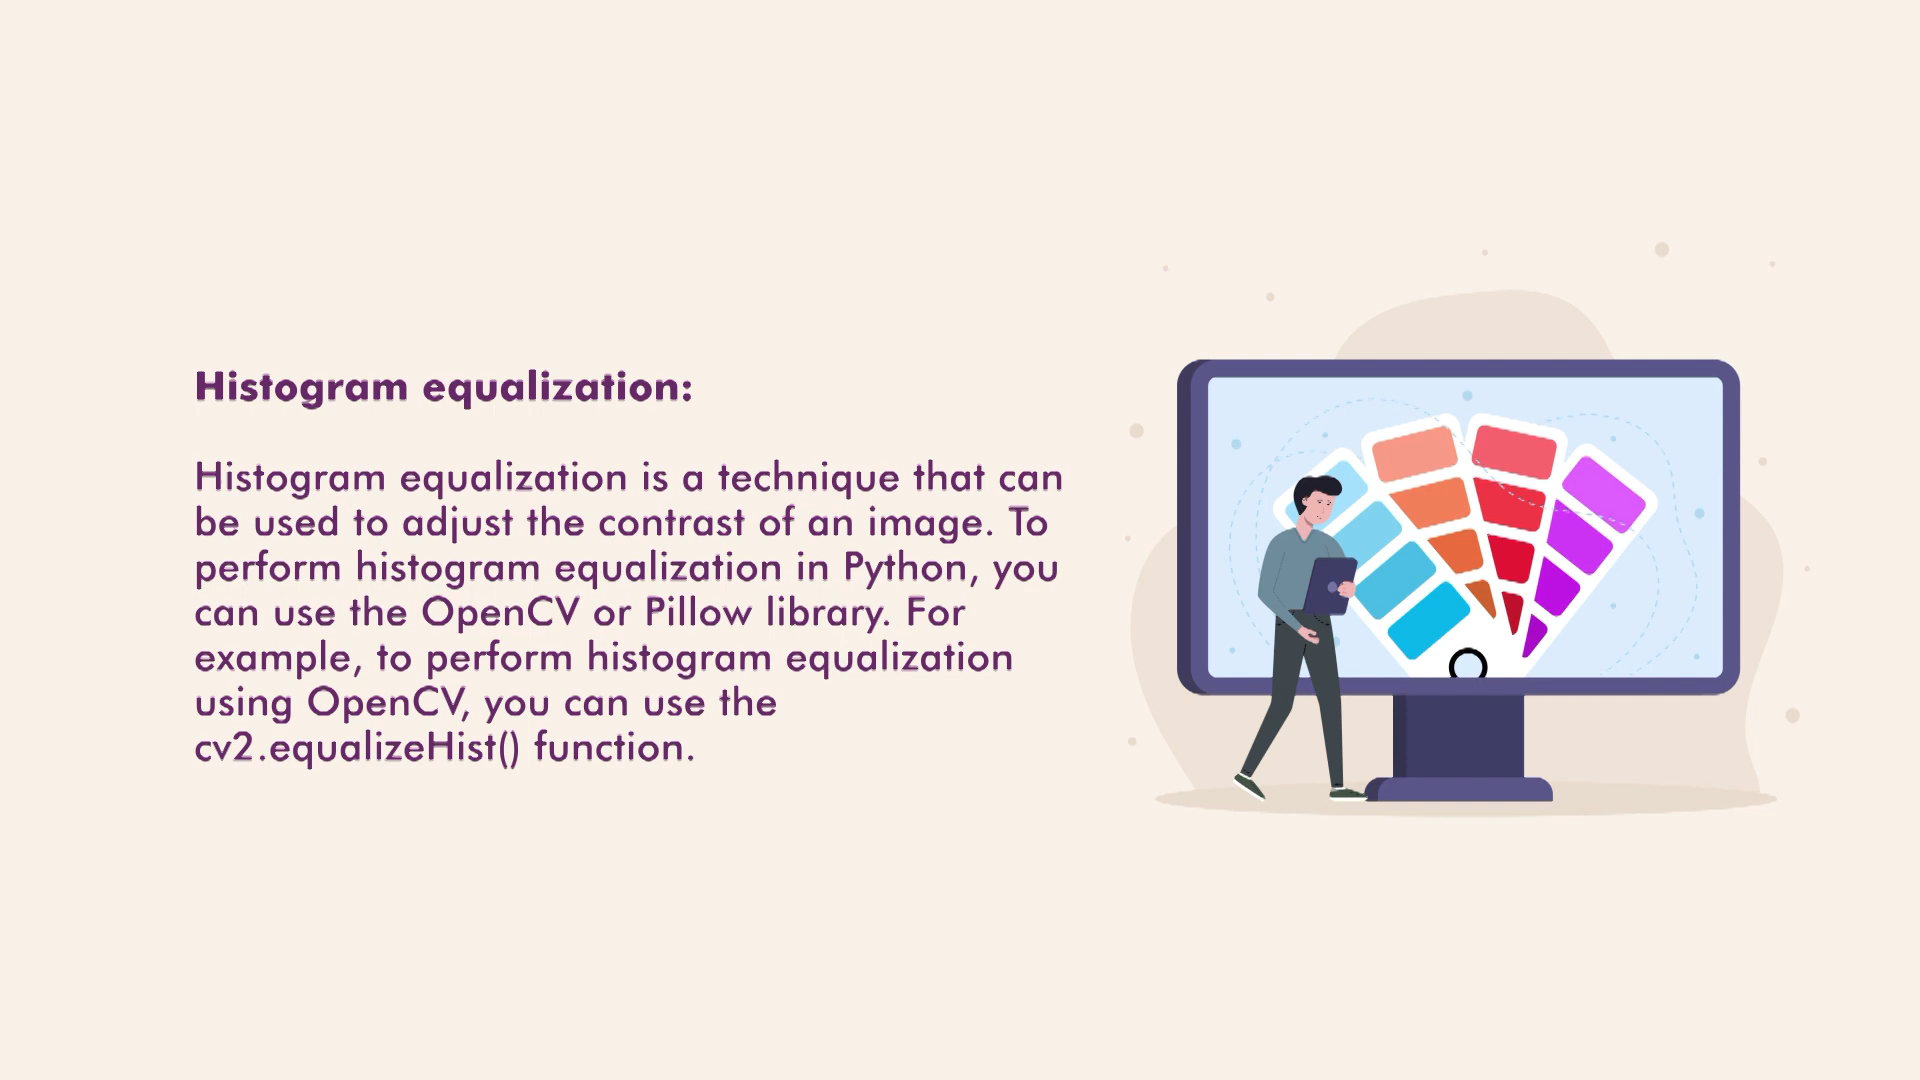 Histogram equalization:
Histogram equalization is a technique that can
be used to adjust the contrast of an image. To
perform histogram equalization in Python, you
can use the OpenCV or Pillow library. For
example, to perform histogram equalization
using OpenCV, you can use the
cv2.equalizeHist() function.